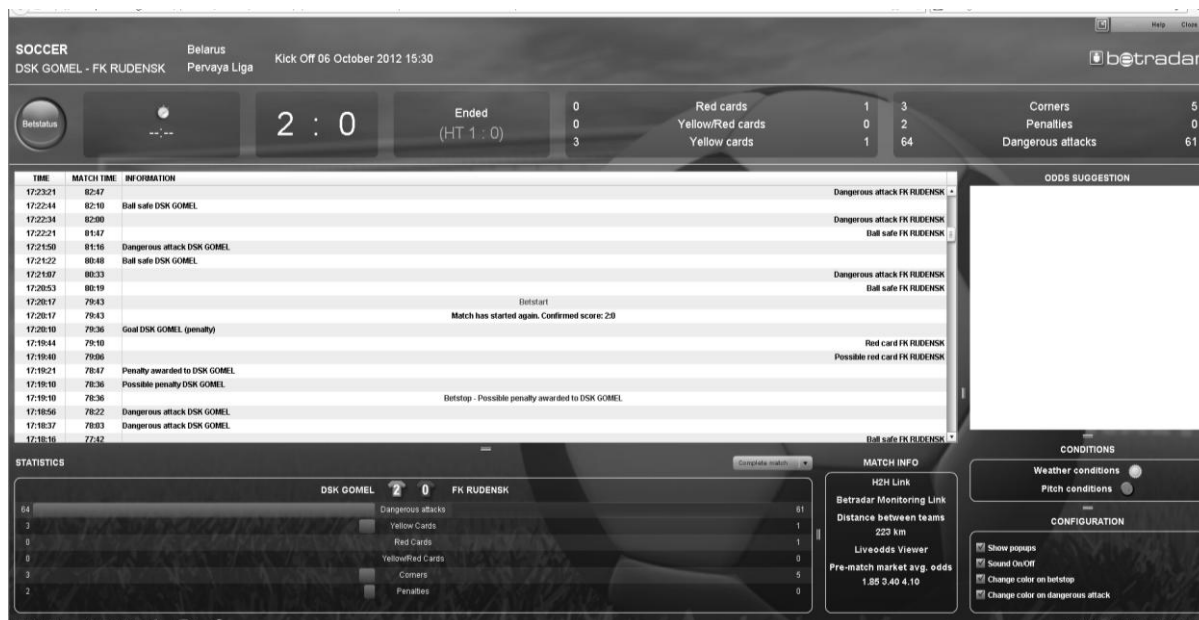 Help Close
SOCCER
DSK GOMEL - FK RUDENSK
Belarus
Pervaya Liga
Kick Off 06 October 2012 15:30
betradar
Betstatus
--:--
2 : 0
Ended
(HT 1 : 0)
0 Red cards 1
0 Yellow/Red cards 0
3 Yellow cards 1
3 Corners 5
2 Penalties 0
64 Dangerous attacks 61
TIME MATCH TIME INFORMATION
17:23:21 82:47 Dangerous attack FK RUDENSK
17:22:44 82:10 Ball safe DSK GOMEL
17:22:34 82:00 Dangerous attack FK RUDENSK
17:22:21 81:47 Ball safe FK RUDENSK
17:21:50 81:16 Dangerous attack DSK GOMEL
17:21:22 80:48 Ball safe DSK GOMEL
17:21:07 80:33 Dangerous attack FK RUDENSK
17:20:53 80:19 Ball safe FK RUDENSK
17:20:17 79:43 Betstart
17:20:17 79:43 Match has started again. Confirmed score: 2:0
17:20:10 79:36 Goal DSK GOMEL (penalty)
17:19:44 79:10 Red card FK RUDENSK
17:19:40 79:06 Possible red card FK RUDENSK
17:19:21 78:47 Penalty awarded to DSK GOMEL
17:19:10 78:36 Possible penalty DSK GOMEL
17:19:10 78:36 Betstop - Possible penalty awarded to DSK GOMEL
17:18:56 78:22 Dangerous attack DSK GOMEL
17:18:37 78:03 Dangerous attack DSK GOMEL
17:18:16 77:42 Ball safe FK RUDENSK
ODDS SUGGESTION
STATISTICS
Complete match
DSK GOMEL 2 0 FK RUDENSK
64 Dangerous attacks 61
3 Yellow Cards 1
0 Red Cards 1
0 Yellow/Red Cards 0
3 Corners 5
2 Penalties 0
MATCH INFO
H2H Link
Betradar Monitoring Link
Distance between teams
223 km
Liveodds Viewer
Pre-match market avg. odds
1.85 3.40 4.10
CONDITIONS
Weather conditions
Pitch conditions
CONFIGURATION
Show popups
Sound On/Off
Change color on betstop
Change color on dangerous attack